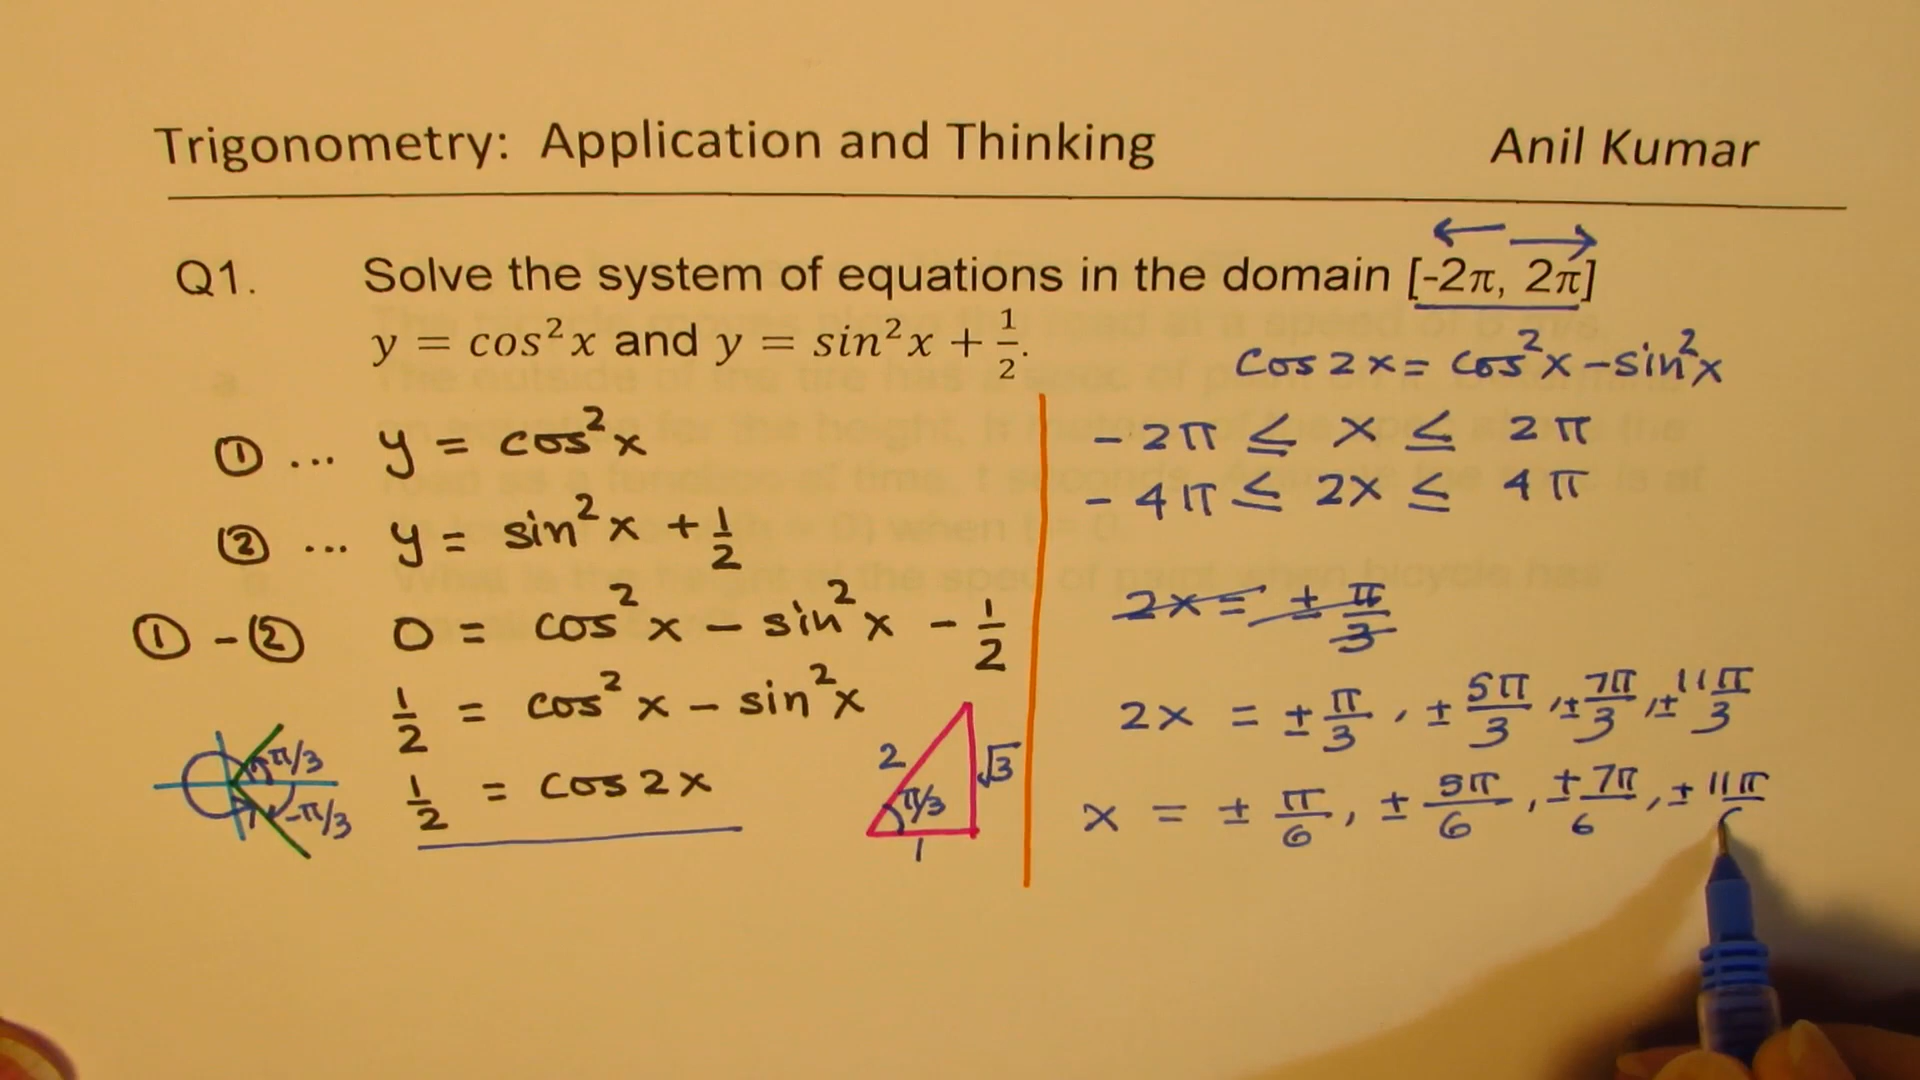 Trigonometry: Application and Thinking Anil Kumar
Q1. Solve the system of equations in the domain [-2π, 2π]
y = cos²x and y = sin²x + 1/2.
cos 2x = cos²x - sin²x
① ... y = cos²x
② ... y = sin²x + 1/2
① - ② 0 = cos²x - sin²x - 1/2
1/2 = cos²x - sin²x
1/2 = cos 2x
π/3
-π/3
2
√3
π/3
1
-2π ≤ x ≤ 2π
-4π ≤ 2x ≤ 4π
2x = ± π/3
2x = ± π/3, ± 5π/3, ± 7π/3, ± 11π/3
x = ± π/6, ± 5π/6, ± 7π/6, ± 11π/